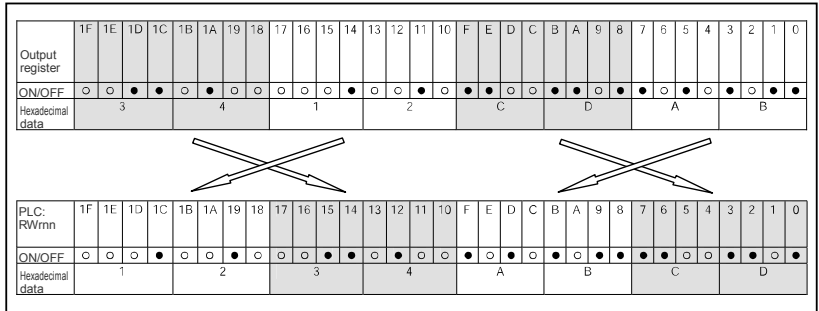 1F 1E 1D 1C 1B 1A 19 18 17 16 15 14 13 12 11 10 F E D C B A 9 8 7 6 5 4 3 2 1 0
Output
register
ON/OFF ○ ○ ● ● ○ ● ○ ○ ○ ○ ○ ● ○ ○ ● ○ ● ● ○ ○ ● ● ○ ● ● ○ ● ○ ● ○ ● ●
Hexadecimal 3 4 1 2 C D A B
data
PLC: 1F 1E 1D 1C 1B 1A 19 18 17 16 15 14 13 12 11 10 F E D C B A 9 8 7 6 5 4 3 2 1 0
RWrnn
ON/OFF ○ ○ ○ ● ○ ○ ● ○ ○ ○ ● ● ○ ● ○ ○ ● ○ ● ○ ● ○ ● ● ● ● ○ ○ ● ● ○ ●
Hexadecimal 1 2 3 4 A B C D
data